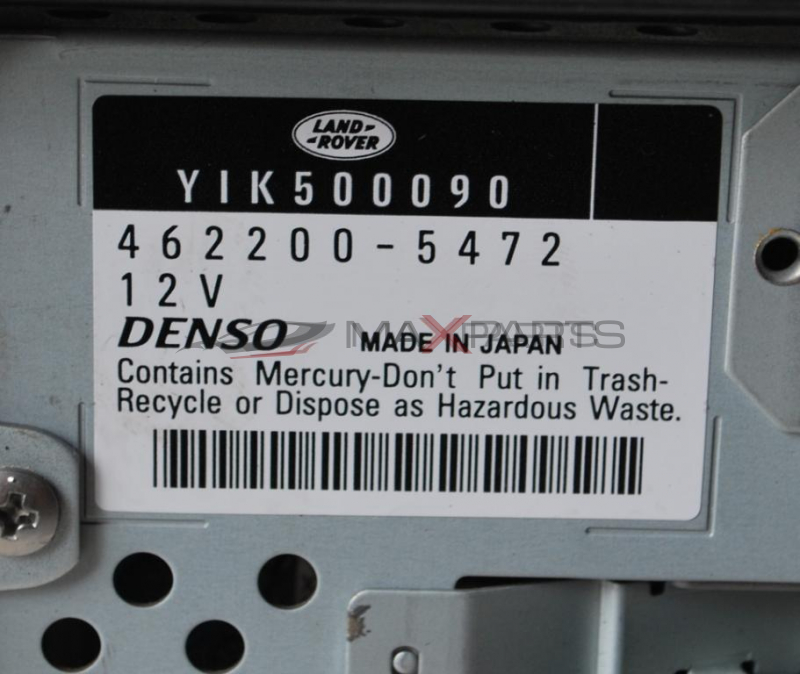 LAND-
-ROVER
YIK500090
462200-5472
12V
DENSO MAXPARTS MADE IN JAPAN
Contains Mercury-Don't Put in Trash-
Recycle or Dispose as Hazardous Waste.